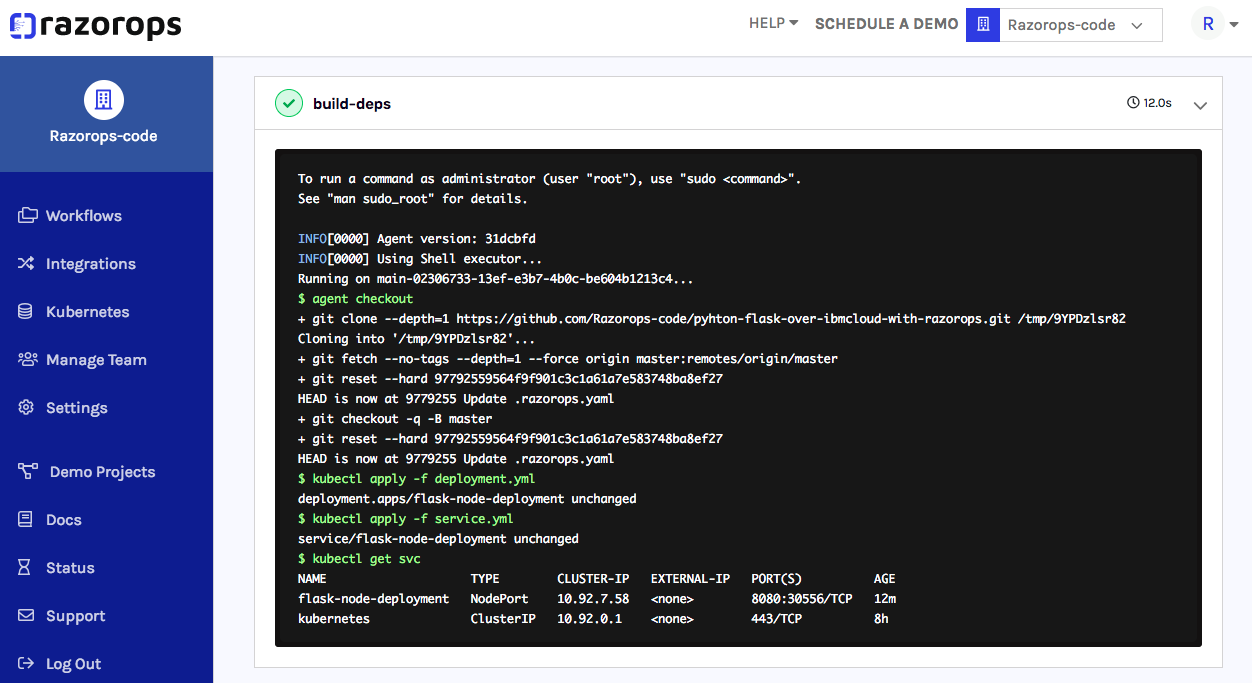 razorops
HELP
SCHEDULE A DEMO
Razorops-code
R
Razorops-code
Workflows
Integrations
Kubernetes
Manage Team
Settings
Demo Projects
Docs
Status
Support
Log Out
build-deps
12.0s
To run a command as administrator (user "root"), use "sudo <command>".
See "man sudo_root" for details.
INFO[0000] Agent version: 31dcbfd
INFO[0000] Using Shell executor...
Running on main-02306733-13ef-e3b7-4b0c-be604b1213c4...
$ agent checkout
+ git clone --depth=1 https://github.com/Razorops-code/pyhton-flask-over-ibmcloud-with-razorops.git /tmp/9YPDzlsr82
Cloning into '/tmp/9YPDzlsr82'...
+ git fetch --no-tags --depth=1 --force origin master:remotes/origin/master
+ git reset --hard 97792559564f9f901c3c1a61a7e583748ba8ef27
HEAD is now at 9779255 Update .razorops.yaml
+ git checkout -q -B master
+ git reset --hard 97792559564f9f901c3c1a61a7e583748ba8ef27
HEAD is now at 9779255 Update .razorops.yaml
$ kubectl apply -f deployment.yml
deployment.apps/flask-node-deployment unchanged
$ kubectl apply -f service.yml
service/flask-node-deployment unchanged
$ kubectl get svc
NAME TYPE CLUSTER-IP EXTERNAL-IP PORT(S) AGE
flask-node-deployment NodePort 10.92.7.58 <none> 8080:30556/TCP 12m
kubernetes ClusterIP 10.92.0.1 <none> 443/TCP 8h